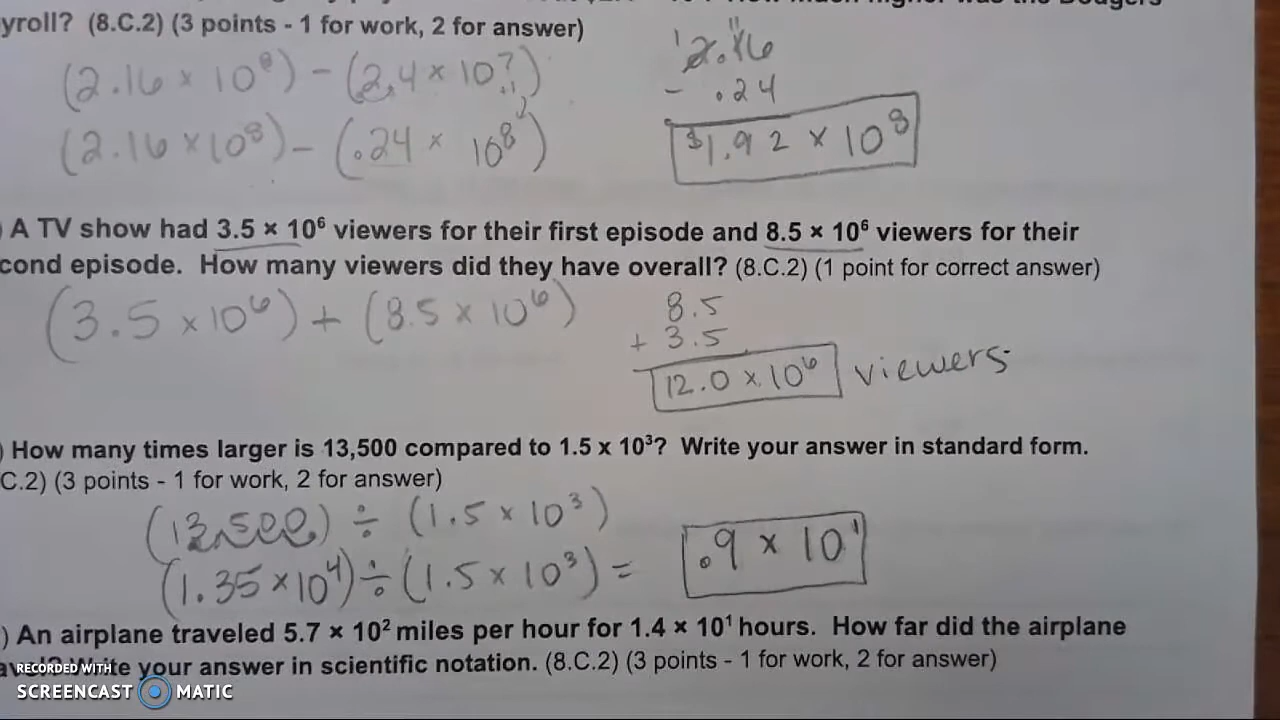 yroll? (8.C.2) (3 points - 1 for work, 2 for answer)
(2.16 × 10⁸) - (2.4 × 10⁷)
2.16
- .24
(2.16 × 10⁸) - (.24 × 10⁸)
$1.92 × 10⁸
) A TV show had 3.5 × 10⁶ viewers for their first episode and 8.5 × 10⁶ viewers for their
cond episode. How many viewers did they have overall? (8.C.2) (1 point for correct answer)
(3.5 × 10⁶) + (8.5 × 10⁶)
8.5
+ 3.5
12.0 × 10⁶ viewers.
) How many times larger is 13,500 compared to 1.5 x 10³? Write your answer in standard form.
C.2) (3 points - 1 for work, 2 for answer)
(13,500) ÷ (1.5 × 10³)
(1.35 × 10⁴) ÷ (1.5 × 10³) = .9 × 10¹
) An airplane traveled 5.7 × 10² miles per hour for 1.4 × 10¹ hours. How far did the airplane
Write your answer in scientific notation. (8.C.2) (3 points - 1 for work, 2 for answer)
RECORDED WITH
SCREENCAST MATIC